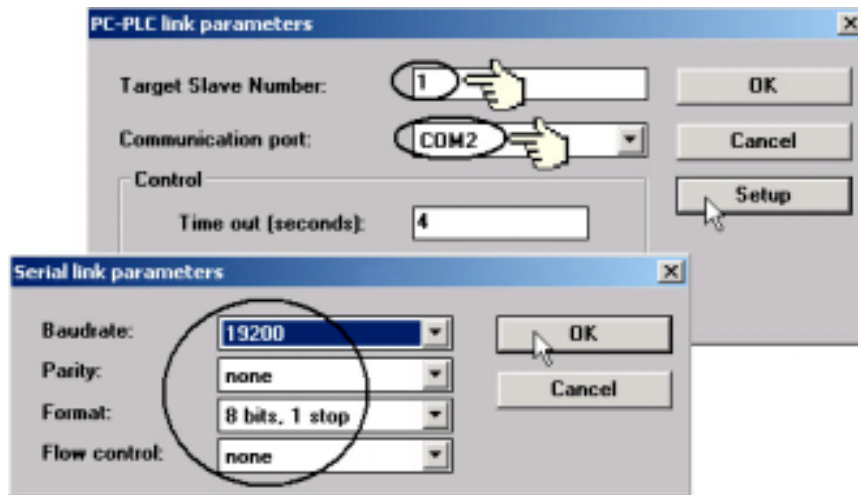 PC-PLC link parameters
Target Slave Number: 1 OK
Communication port: COM2 Cancel
Control Setup
Time out (seconds): 4
Serial link parameters
Baudrate: 19200 OK
Parity: none
Cancel
Format: 8 bits, 1 stop
Flow control: none